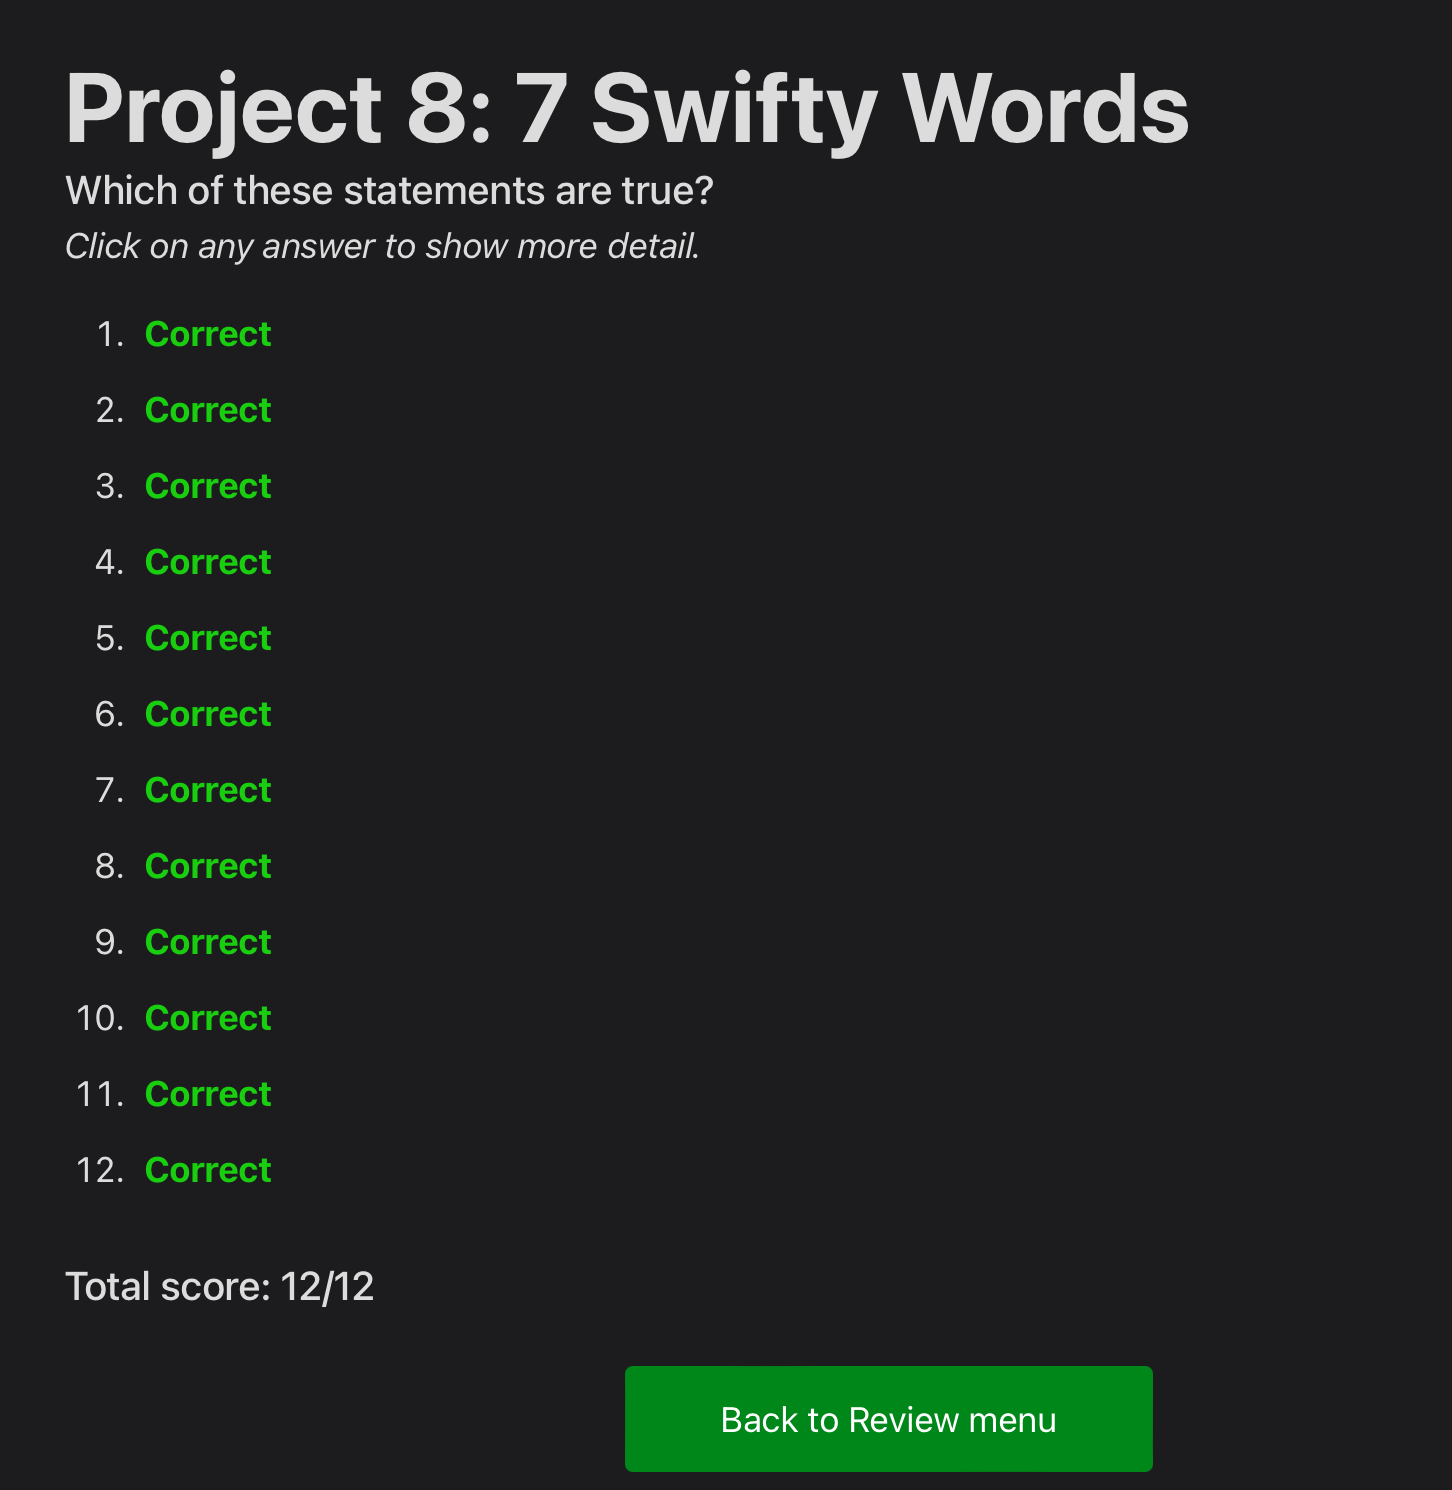 Project 8: 7 Swifty Words
Which of these statements are true?
Click on any answer to show more detail.
1. Correct
2. Correct
3. Correct
4. Correct
5. Correct
6. Correct
7. Correct
8. Correct
9. Correct
10. Correct
11. Correct
12. Correct
Total score: 12/12
Back to Review menu